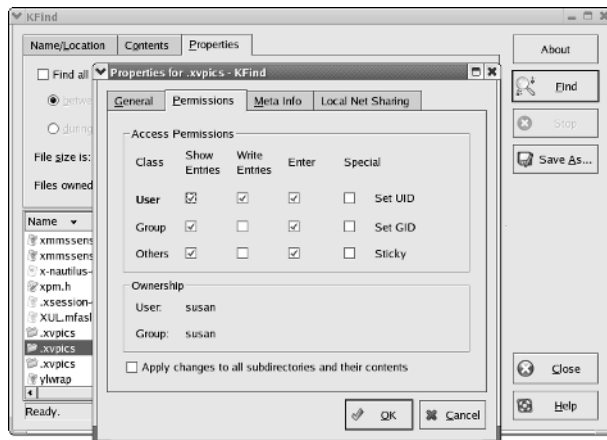 KFind
Name/Location Contents Properties
Find all
between
during
File size is:
Files owned
Name
xmmssens
xmmssens
x-nautilus-
xpm.h
.xsession-
XUL.mfasl
.xvpics
.xvpics
.xvpics
ylwrap
Ready.
About
Find
Stop
Save As...
Close
Help
Properties for .xvpics - KFind
General Permissions Meta Info Local Net Sharing
Access Permissions
Class Show Entries Write Entries Enter Special
User Set UID
Group Set GID
Others Sticky
Ownership
User: susan
Group: susan
Apply changes to all subdirectories and their contents
OK Cancel